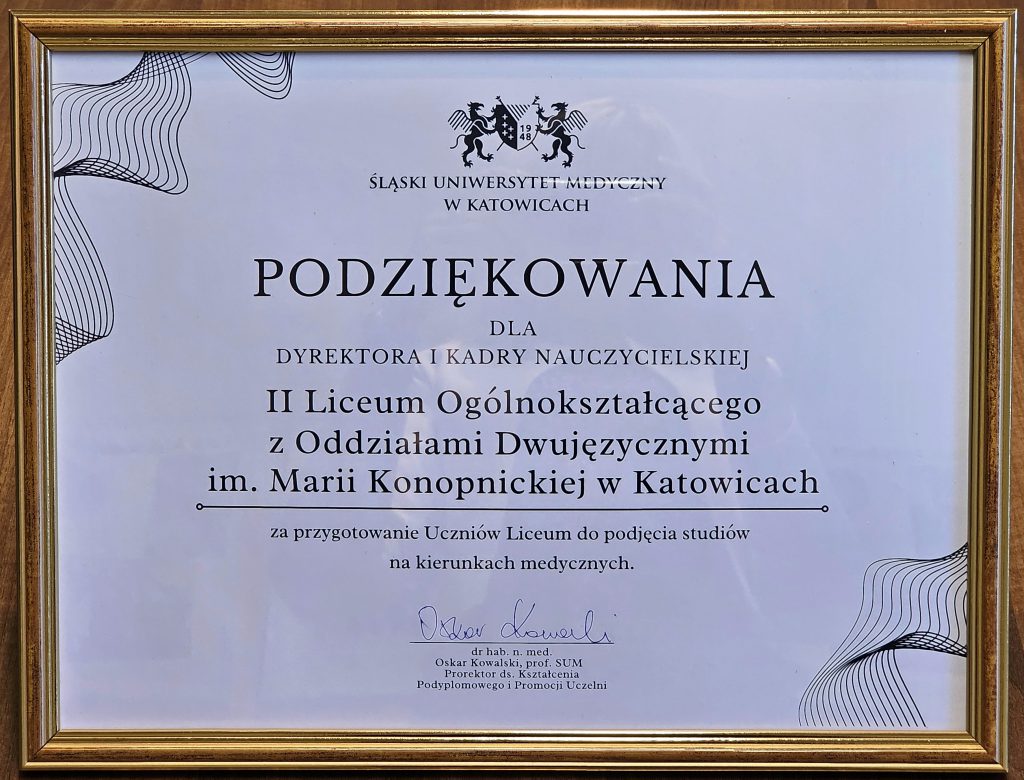 19
48
ŚLĄSKI UNIWERSYTET MEDYCZNY
W KATOWICACH
PODZIĘKOWANIA
DLA
DYREKTORA I KADRY NAUCZYCIELSKIEJ
II Liceum Ogólnokształcącego
z Oddziałami Dwujęzycznymi
im. Marii Konopnickiej w Katowicach
za przygotowanie Uczniów Liceum do podjęcia studiów
na kierunkach medycznych.
Oskar Kowalski
dr hab. n. med.
Oskar Kowalski, prof. SUM
Prorektor ds. Kształcenia
Podyplomowego i Promocji Uczelni